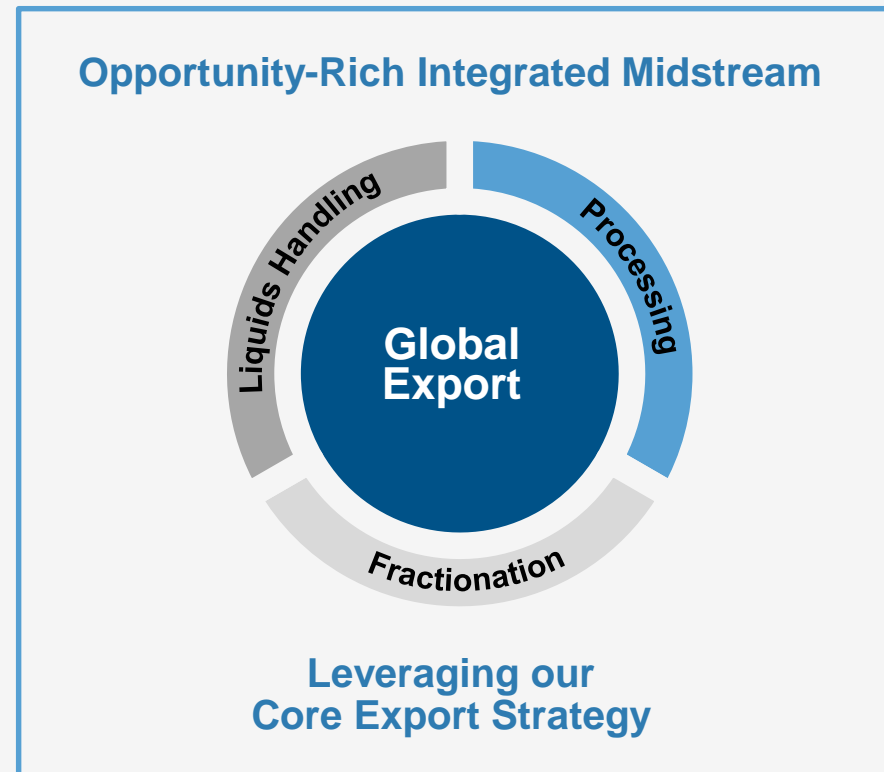 Opportunity-Rich Integrated Midstream
Liquids Handling
Processing
Global
Export
Fractionation
Leveraging our
Core Export Strategy